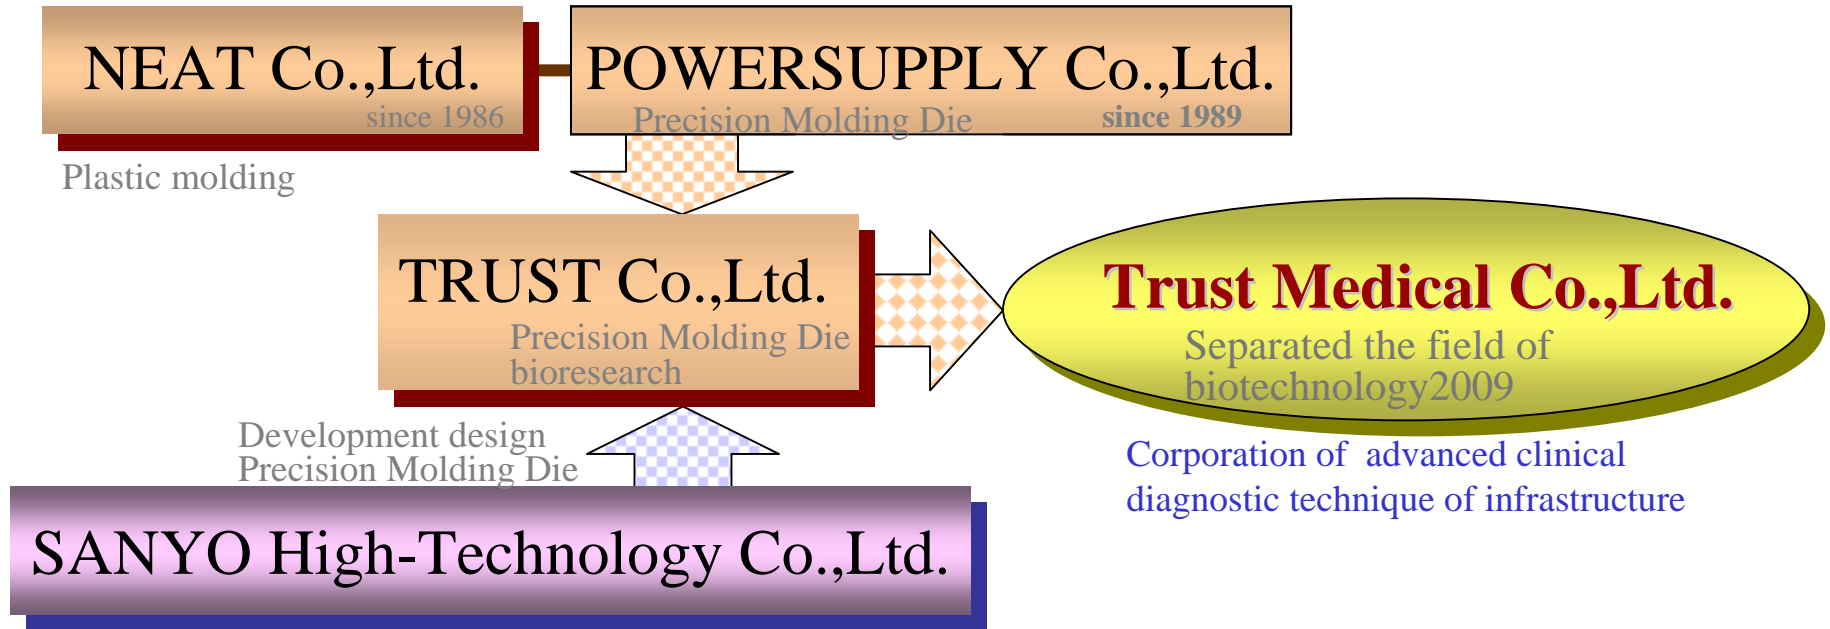 NEAT Co.,Ltd.
since 1986
POWERSUPPLY Co.,Ltd.
Precision Molding Die
since 1989
Plastic molding
TRUST Co.,Ltd.
Precision Molding Die
bioresearch
Trust Medical Co.,Ltd.
Separated the field of
biotechnology2009
Corporation of advanced clinical
diagnostic technique of infrastructure
Development design
Precision Molding Die
SANYO High-Technology Co.,Ltd.